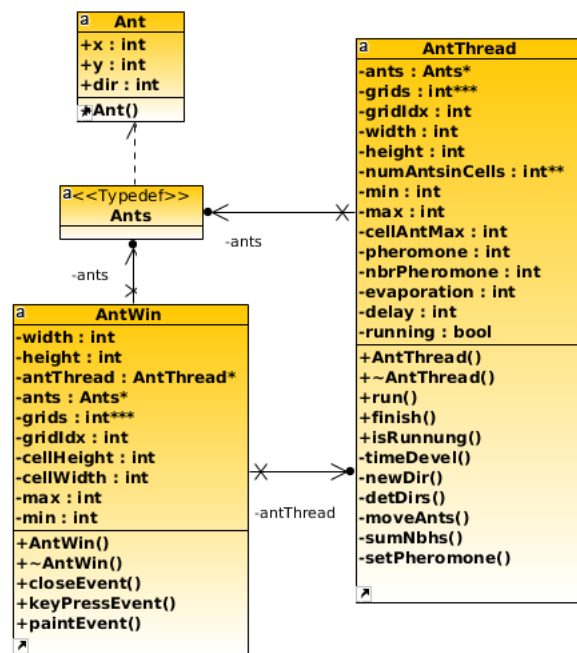 a
Ant
+x : int
+y : int
+dir : int
+Ant()
a
<<Typedef>>
Ants
-ants
-ants
a
AntWin
-width : int
-height : int
-antThread : AntThread*
-ants : Ants*
-grids : int***
-gridIdx : int
-cellHeight : int
-cellWidth : int
-max : int
-min : int
+AntWin()
+~AntWin()
+closeEvent()
+keyPressEvent()
+paintEvent()
-antThread
a
AntThread
-ants : Ants*
-grids : int***
-gridIdx : int
-width : int
-height : int
-numAntsinCells : int**
-min : int
-max : int
-cellAntMax : int
-pheromone : int
-nbrPheromone : int
-evaporation : int
-delay : int
-running : bool
+AntThread()
+~AntThread()
+run()
+finish()
+isRunnung()
-timeDevel()
-newDir()
-detDirs()
-moveAnts()
-sumNbhs()
-setPheromone()